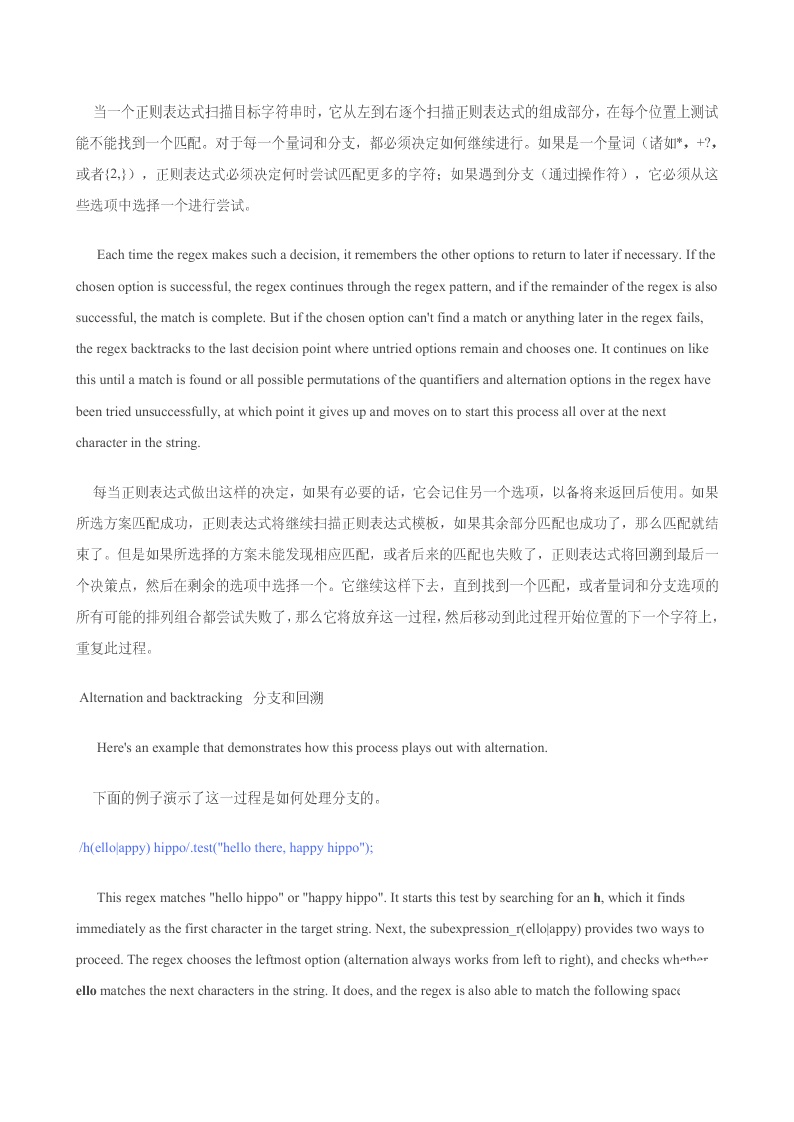 当一个正则表达式扫描目标字符串时，它从左到右逐个扫描正则表达式的组成部分，在每个位置上测试
能不能找到一个匹配。对于每一个量词和分支，都必须决定如何继续进行。如果是一个量词（诸如*，+?，
或者{2,}），正则表达式必须决定何时尝试匹配更多的字符；如果遇到分支（通过|操作符），它必须从这
些选项中选择一个进行尝试。
Each time the regex makes such a decision, it remembers the other options to return to later if necessary. If the
chosen option is successful, the regex continues through the regex pattern, and if the remainder of the regex is also
successful, the match is complete. But if the chosen option can't find a match or anything later in the regex fails,
the regex backtracks to the last decision point where untried options remain and chooses one. It continues on like
this until a match is found or all possible permutations of the quantifiers and alternation options in the regex have
been tried unsuccessfully, at which point it gives up and moves on to start this process all over at the next
character in the string.
每当正则表达式做出这样的决定，如果有必要的话，它会记住另一个选项，以备将来返回后使用。如果
所选方案匹配成功，正则表达式将继续扫描正则表达式模板，如果其余部分匹配也成功了，那么匹配就结
束了。但是如果所选择的方案未能发现相应匹配，或者后来的匹配也失败了，正则表达式将回溯到最后一
个决策点，然后在剩余的选项中选择一个。它继续这样下去，直到找到一个匹配，或者量词和分支选项的
所有可能的排列组合都尝试失败了，那么它将放弃这一过程，然后移动到此过程开始位置的下一个字符上，
重复此过程。
Alternation and backtracking 分支和回溯
Here's an example that demonstrates how this process plays out with alternation.
下面的例子演示了这一过程是如何处理分支的。
/h(ello|appy) hippo/.test("hello there, happy hippo");
This regex matches "hello hippo" or "happy hippo". It starts this test by searching for an h, which it finds
immediately as the first character in the target string. Next, the subexpression_r(ello|appy) provides two ways to
proceed. The regex chooses the leftmost option (alternation always works from left to right), and checks whether
ello matches the next characters in the string. It does, and the regex is also able to match the following